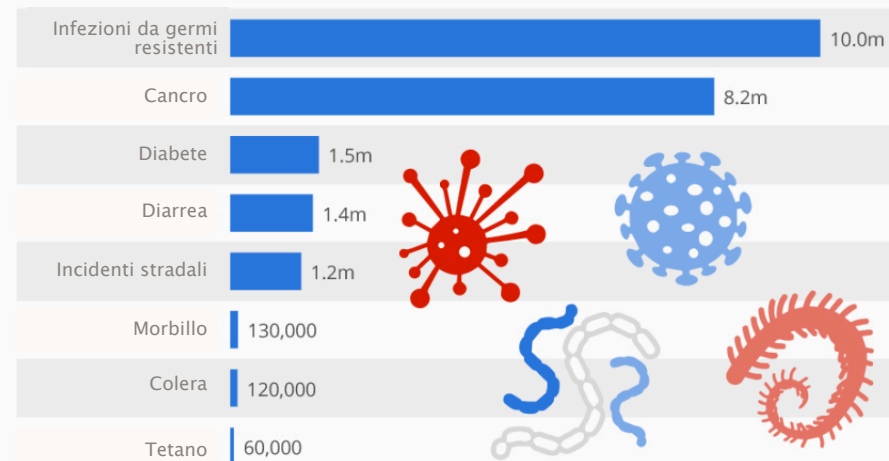 Infezioni da germi
resistenti
10.0m
Cancro
8.2m
Diabete
1.5m
Diarrea
1.4m
Incidenti stradali
1.2m
Morbillo
130,000
Colera
120,000
Tetano
60,000